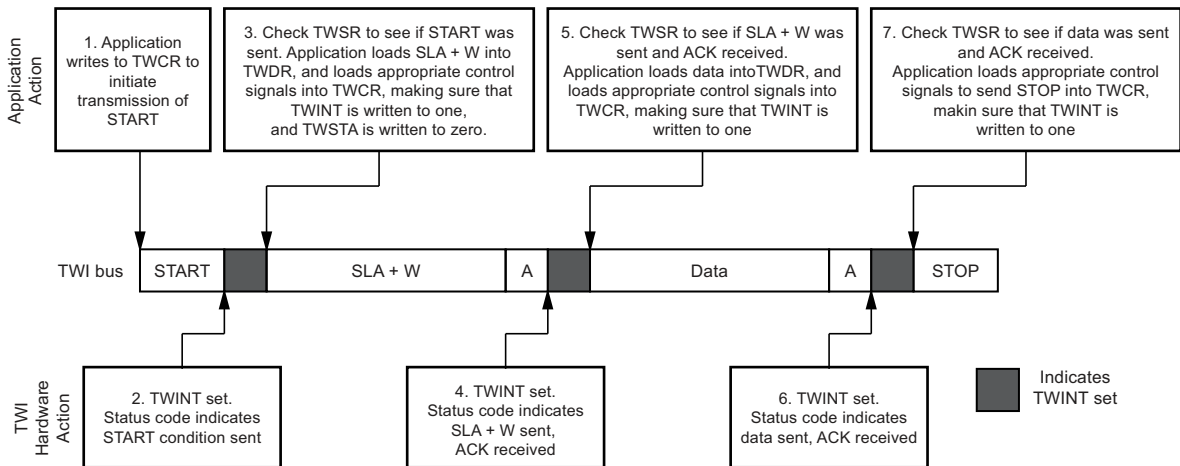 Application
Action
1. Application
writes to TWCR to
initiate
transmission of
START
3. Check TWSR to see if START was
sent. Application loads SLA + W into
TWDR, and loads appropriate control
signals into TWCR, making sure that
TWINT is written to one,
and TWSTA is written to zero.
5. Check TWSR to see if SLA + W was
sent and ACK received.
Application loads data intoTWDR, and
loads appropriate control signals into
TWCR, making sure that TWINT is
written to one
7. Check TWSR to see if data was sent
and ACK received.
Application loads appropriate control
signals to send STOP into TWCR,
makin sure that TWINT is
written to one
TWI bus
START
SLA + W
A
Data
A
STOP
TWI
Hardware
Action
2. TWINT set.
Status code indicates
START condition sent
4. TWINT set.
Status code indicates
SLA + W sent,
ACK received
6. TWINT set.
Status code indicates
data sent, ACK received
Indicates
TWINT set